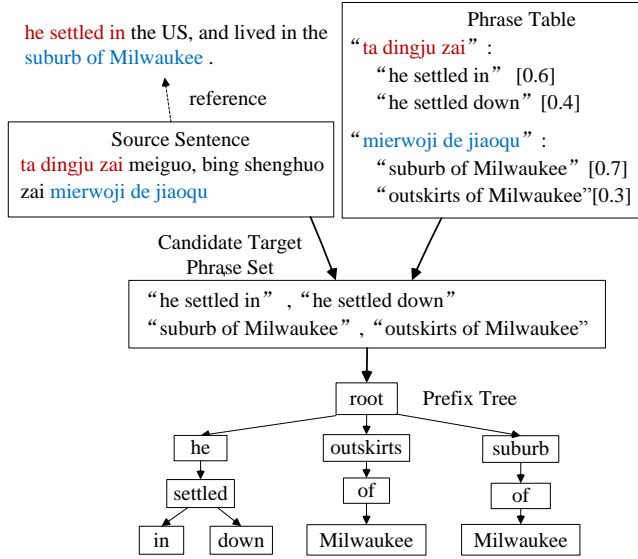 he settled in the US, and lived in the
suburb of Milwaukee .
reference
Source Sentence
ta dingju zai meiguo, bing shenghuo
zai mierwoji de jiaoqu
Phrase Table
“ta dingju zai”:
“he settled in” [0.6]
“he settled down” [0.4]
“mierwoji de jiaoqu”:
“suburb of Milwaukee” [0.7]
“outskirts of Milwaukee” [0.3]
Candidate Target
Phrase Set
“he settled in” , “he settled down”
“suburb of Milwaukee” , “outskirts of Milwaukee”
root
Prefix Tree
he
outskirts
suburb
settled
of
of
in
down
Milwaukee
Milwaukee